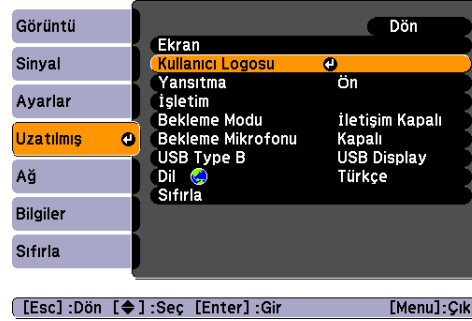 Görüntü
Sinyal
Ayarlar
Uzatılmış
Ağ
Bilgiler
Sıfırla
Dön
Ekran
Kullanıcı Logosu
Yansıtma Ön
İşletim
Bekleme Modu İletişim Kapalı
Bekleme Mikrofonu Kapalı
USB Type B USB Display
Dil Türkçe
Sıfırla
[Esc] :Dön [◆] :Seç [Enter] :Gir [Menu]:Çık